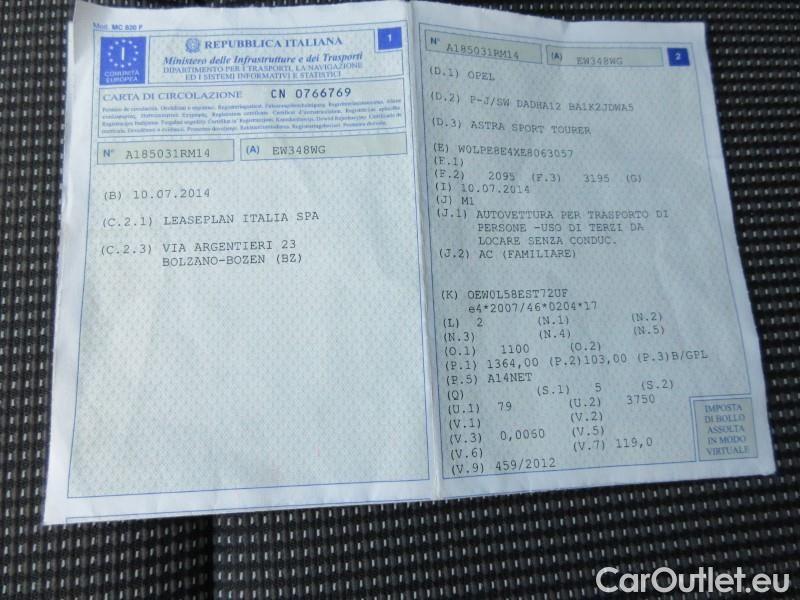 Mod. MC 820 F
I
COMUNITÀ
EUROPEA
REPUBBLICA ITALIANA
1
Ministero delle Infrastrutture e dei Trasporti
DIPARTIMENTO PER I TRASPORTI, LA NAVIGAZIONE
ED I SISTEMI INFORMATIVI E STATISTICI
CARTA DI CIRCOLAZIONE CN 0766769
N° A185031RM14 (A) EW348WG
(B) 10.07.2014
(C.2.1) LEASEPLAN ITALIA SPA
(C.2.3) VIA ARGENTIERI 23
BOLZANO-BOZEN (BZ)
N° A185031RM14 (A) EW348WG 2
(D.1) OPEL
(D.2) P-J/SW DADHA12 BA1K2JDWA5
(D.3) ASTRA SPORT TOURER
(E) W0LPE8E4XE8063057
(F.1)
(F.2) 2095 (F.3) 3195 (G)
(I) 10.07.2014
(J) M1
(J.1) AUTOVETTURA PER TRASPORTO DI
PERSONE -USO DI TERZI DA
LOCARE SENZA CONDUC.
(J.2) AC (FAMILIARE)
(K) OEW0L58EST72UF
e4*2007/46*0204*17
(L) 2 (N.1) (N.2)
(N.3) (N.4) (N.5)
(O.1) 1100 (O.2)
(P.1) 1364,00 (P.2)103,00 (P.3)B/GPL
(P.5) A14NET
(Q) (S.1) 5 (S.2)
(U.1) 79 (U.2) 3750
(V.1) (V.2)
(V.3) 0,0060 (V.5)
(V.6) (V.7) 119,0
(V.9) 459/2012
IMPOSTA
DI BOLLO
ASSOLTA
IN MODO
VIRTUALE
CarOutlet.eu